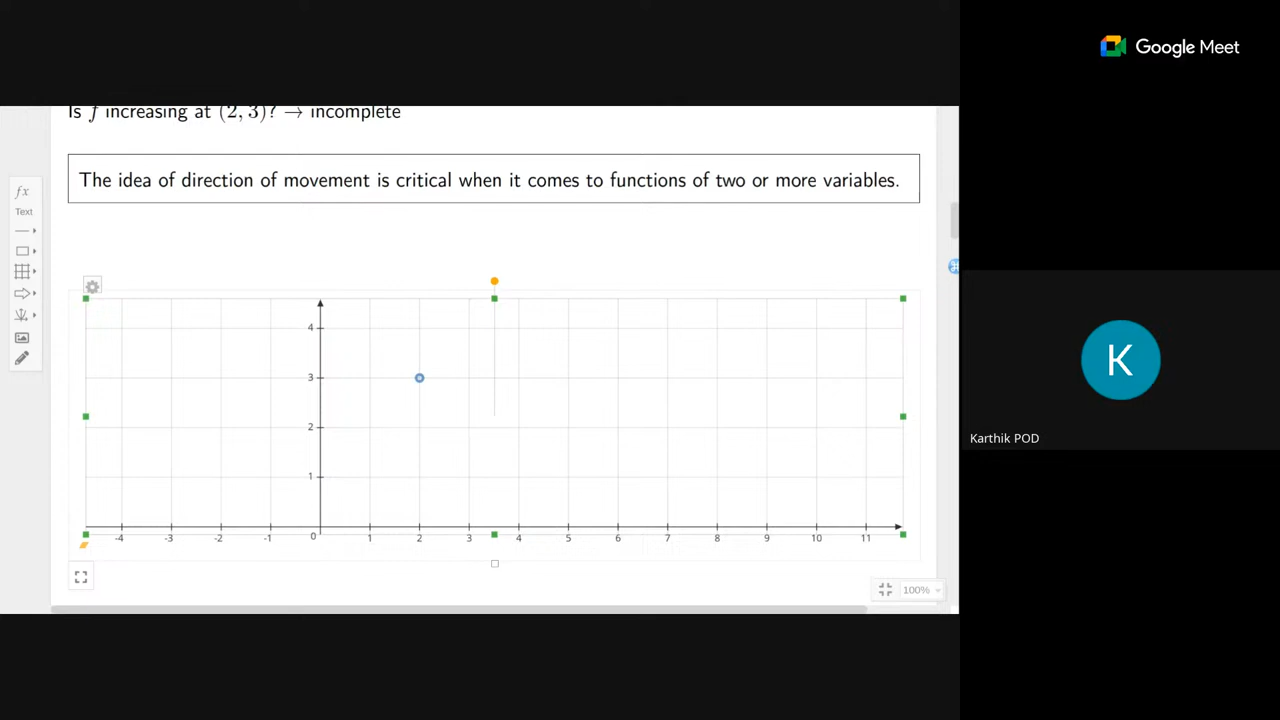 Google Meet
Is f increasing at (2, 3)? → incomplete
The idea of direction of movement is critical when it comes to functions of two or more variables.
fx
Text
4
3
2
1
-4 -3 -2 -1 0 1 2 3 4 5 6 7 8 9 10 11
100%
K
Karthik POD